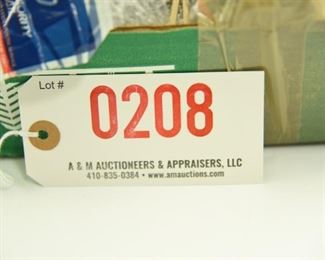 Lot #
0208
A & M AUCTIONEERS & APPRAISERS, LLC
410-835-0384 • www.amauctions.com